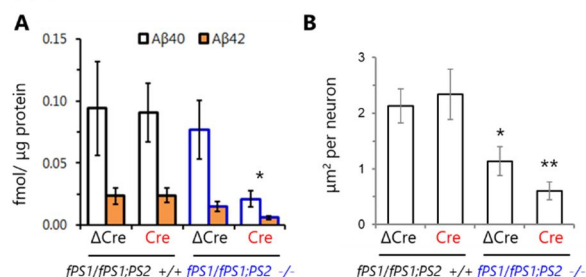 A
Aβ40 Aβ42
fmol/ µg protein
0.15
0.10
0.05
0.00
*
ΔCre Cre ΔCre Cre
fPS1/fPS1;PS2 +/+ fPS1/fPS1;PS2 -/-
B
µm² per neuron
3
2
1
0
* **
ΔCre Cre ΔCre Cre
fPS1/fPS1;PS2 +/+ fPS1/fPS1;PS2 -/-